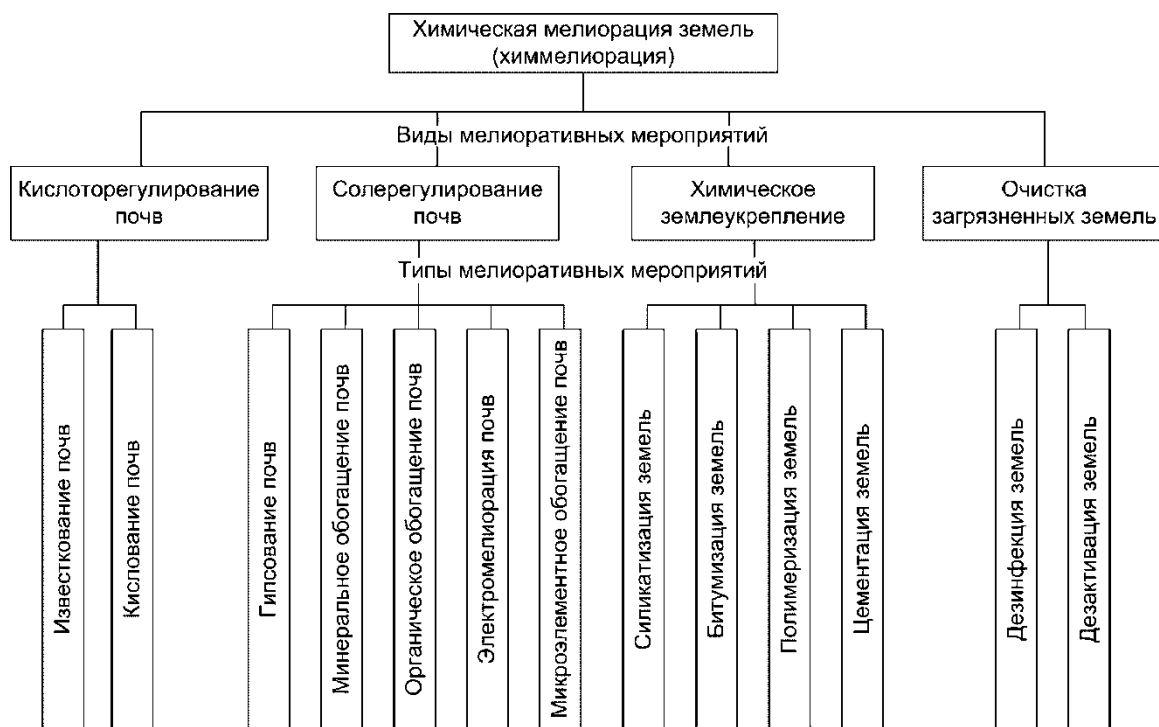 Химическая мелиорация земель
(химмелиорация)
Виды мелиоративных мероприятий
Кислоторегулирование
почв
Солерегулирование
почв
Химическое
землеукрепление
Очистка
загрязненных земель
Типы мелиоративных мероприятий
Известкование почв
Кислование почв
Гипсование почв
Минеральное обогащение почв
Органическое обогащение почв
Электромелиорация почв
Микроэлементное обогащение почв
Силикатизация земель
Битумизация земель
Полимеризация земель
Цементация земель
Дезинфекция земель
Дезактивация земель